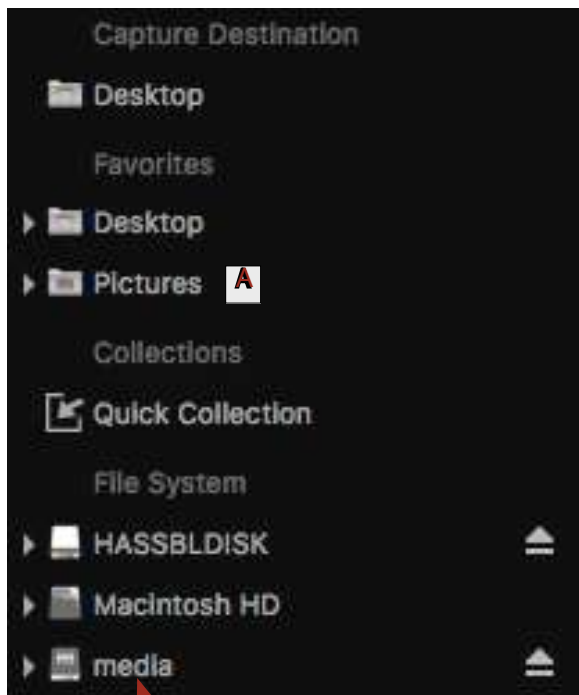 Capture Destination
Desktop
Favorites
Desktop
Pictures A
Collections
Quick Collection
File System
HASSBLDISK
Macintosh HD
media